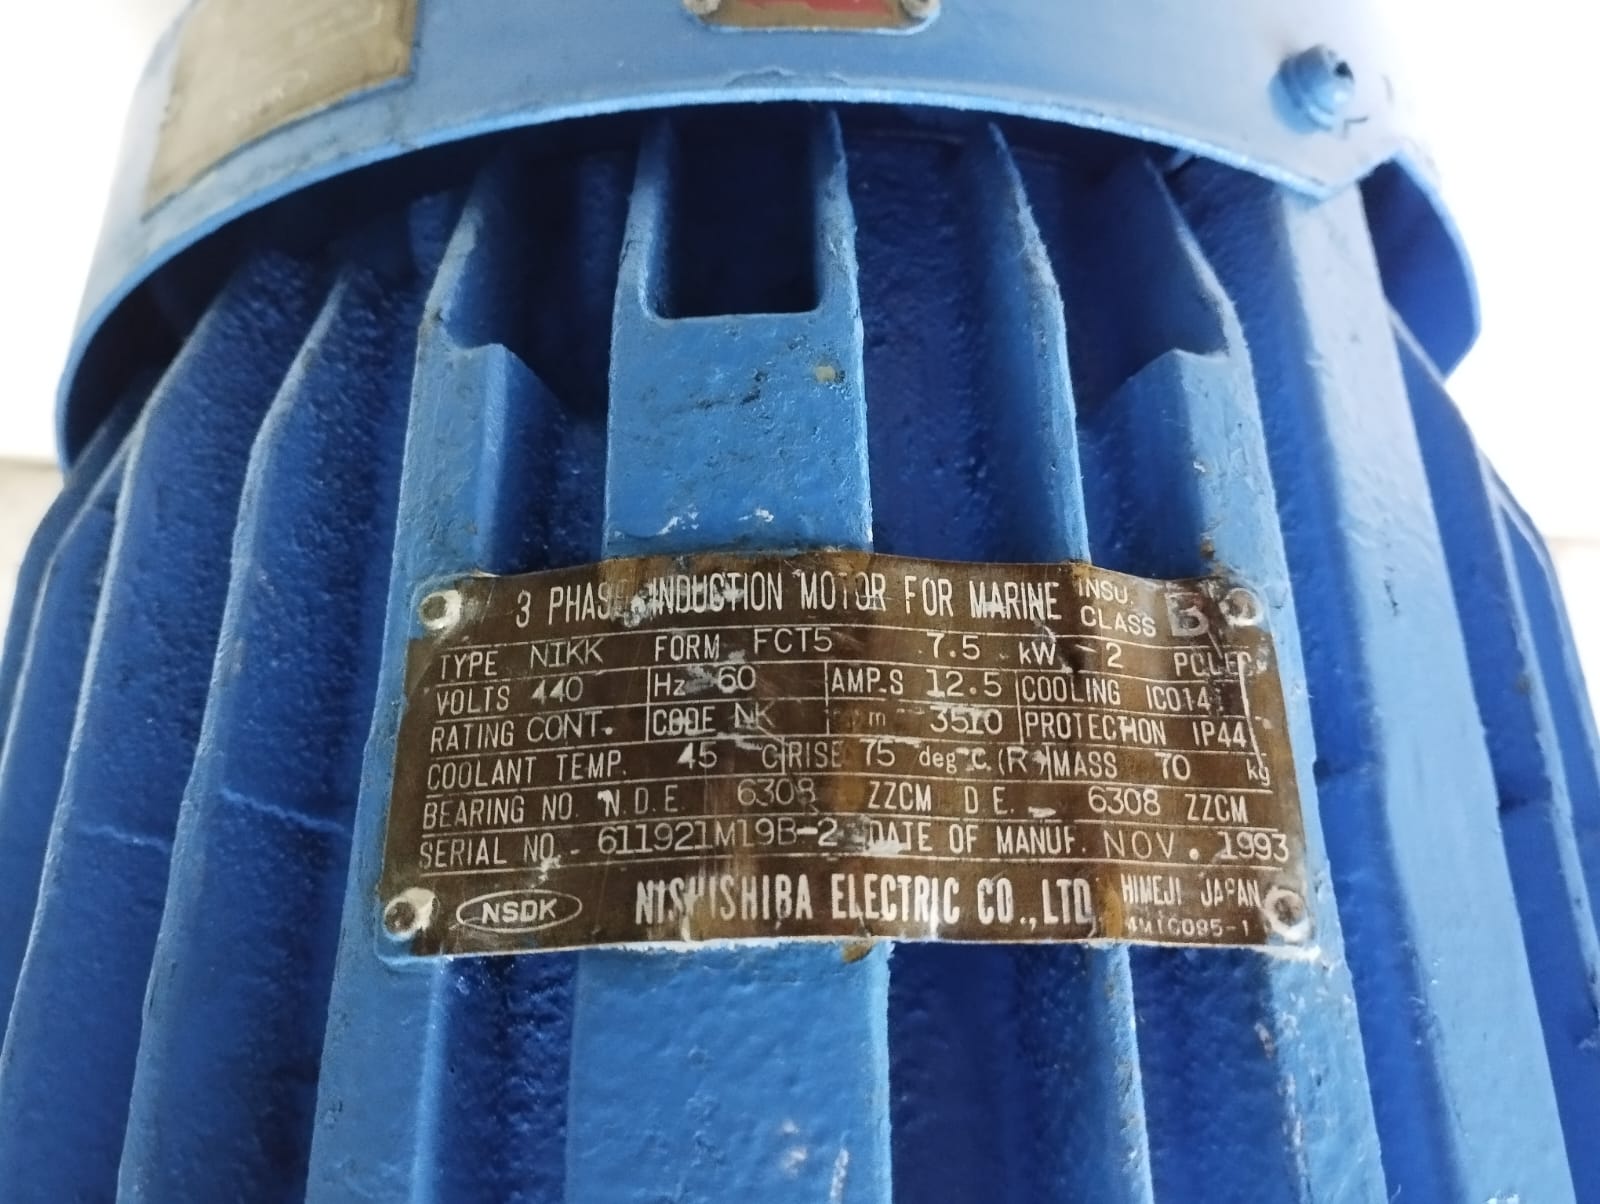 3 PHASE INDUCTION MOTOR FOR MARINE INSU. CLASS B
TYPE NIKK FORM FCT5 7.5 kW 2 POLES
VOLTS 440 Hz 60 AMP.S 12.5 COOLING IC014
RATING CONT. CODE NK 3510 PROTECTION IP44
COOLANT TEMP. 45 C RISE 75 deg C. (R) MASS 70 kg
BEARING NO. N.D.E. 6308 ZZCM D.E. 6308 ZZCM
SERIAL NO. 611921M19B-2 DATE OF MANUF. NOV. 1993
NSDK NISHISHIBA ELECTRIC CO., LTD. HIMEJI JAPAN